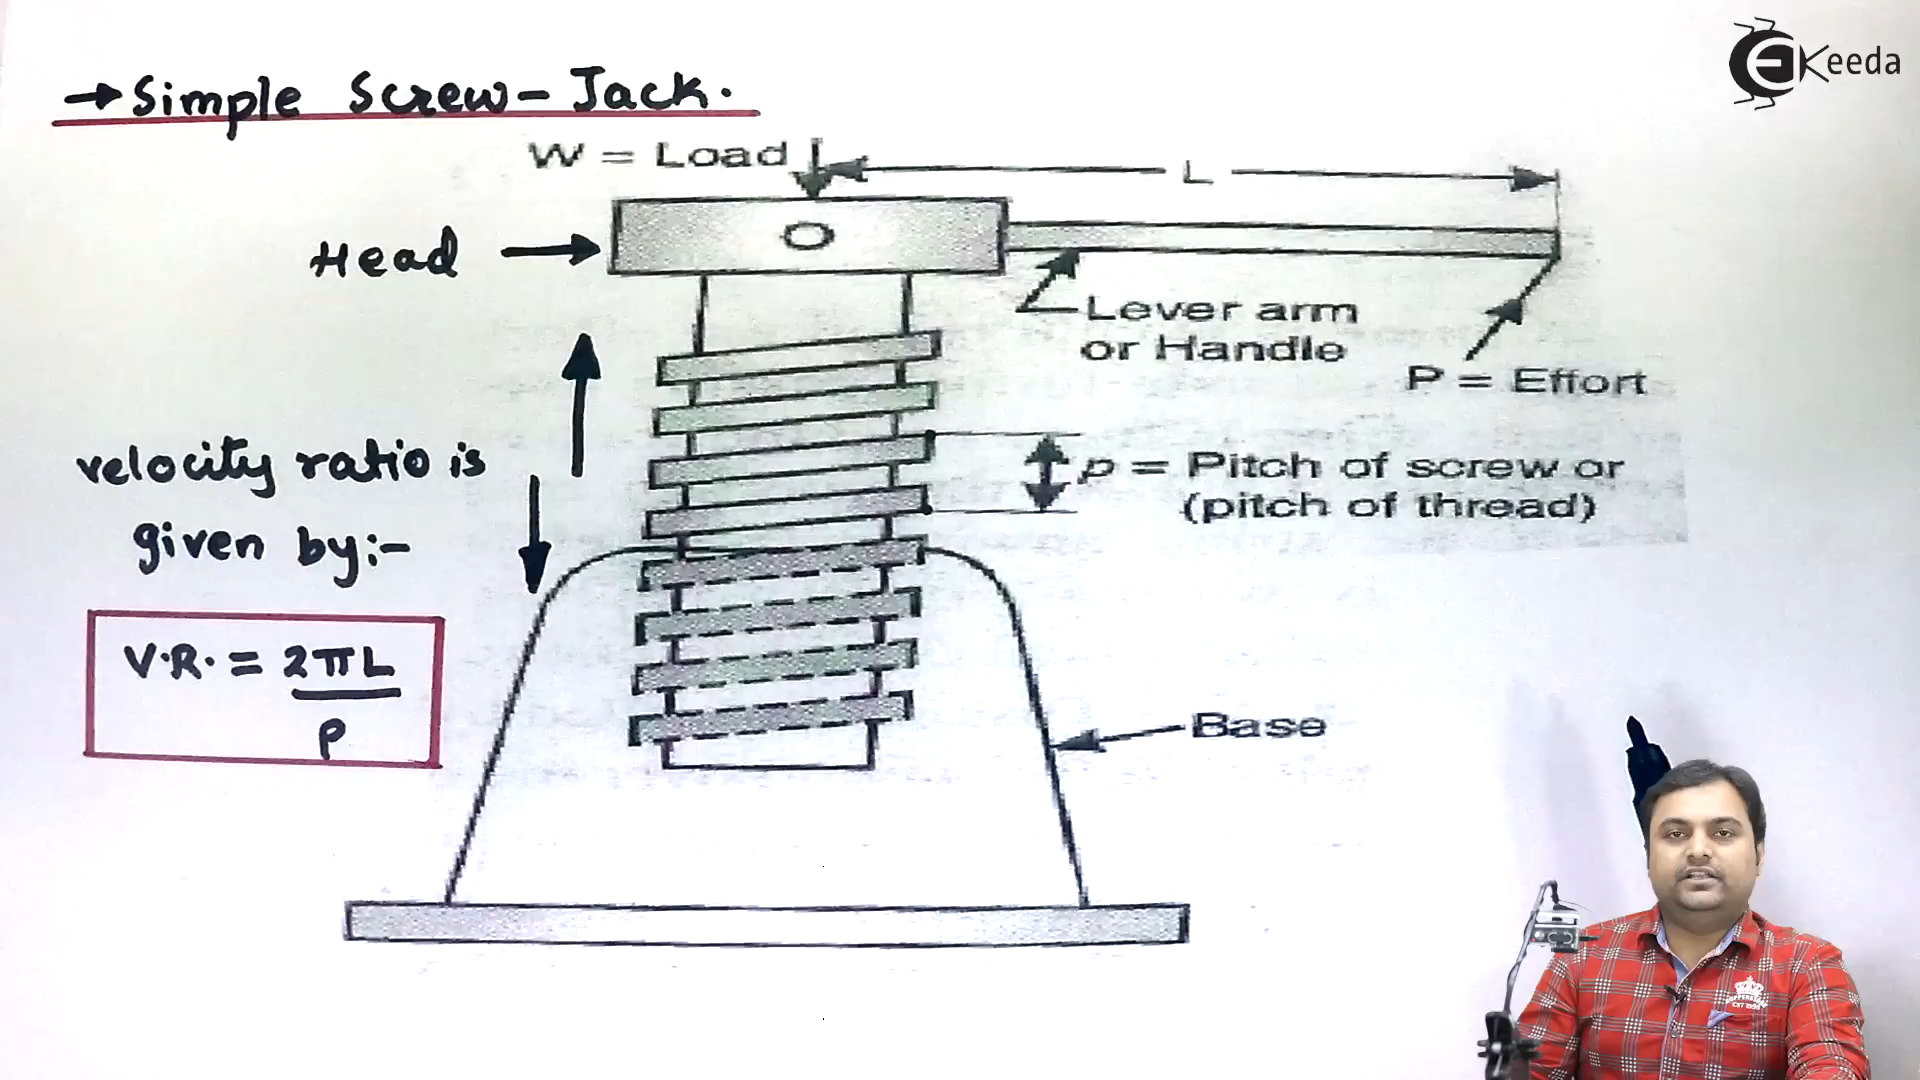 → Simple Screw-Jack.
Keeda
W = Load
L
Head
O
Lever arm
or Handle
P = Effort
velocity ratio is
given by:-
p = Pitch of screw or
(pitch of thread)
V.R. = 2πL
p
Base